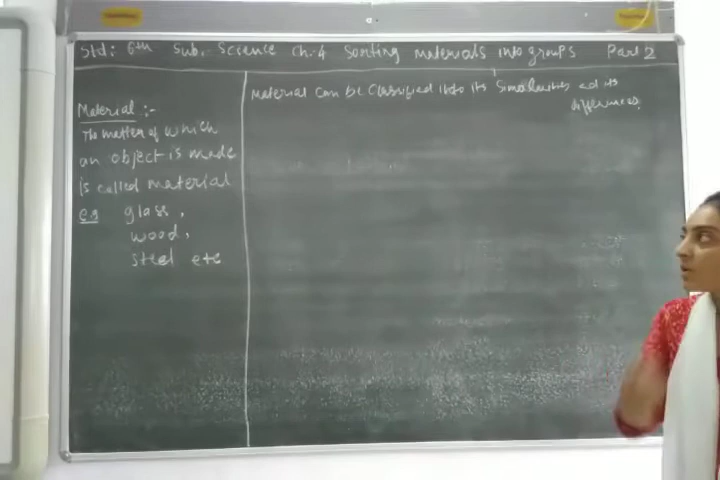 Std: 6th Sub. Science Ch-4 Sorting materials into groups Part 2
Material :-
The matter of which
an object is made
is called material
e.g glass,
wood,
steel etc
Material can be classified into its Similarities and its
differences.